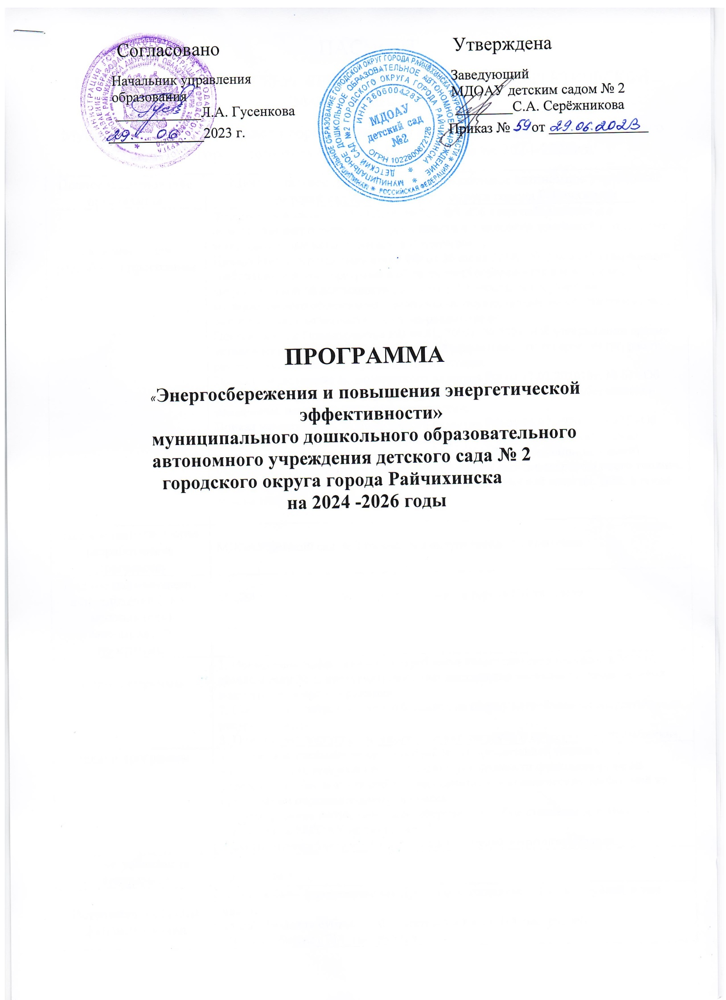 Согласовано
Начальник управления
образования
Л.А. Гусенкова
29. 06. 2023 г.
Утверждена
Заведующий
МДОАУ детским садом № 2
С.А. Серёжникова
Приказ № 59 от 29.06.2023
МУНИЦИПАЛЬНОЕ ОБРАЗОВАНИЕ ГОРОДСКОЙ ОКРУГ ГОРОДА РАЙЧИХИНСКА АМУРСКОЙ ОБЛАСТИ * РОССИЙСКАЯ ФЕДЕРАЦИЯ *
МУНИЦИПАЛЬНОЕ ДОШКОЛЬНОЕ ОБРАЗОВАТЕЛЬНОЕ АВТОНОМНОЕ УЧРЕЖДЕНИЕ *
ДЕТСКИЙ САД №2 ГОРОДСКОГО ОКРУГА ГОРОДА РАЙЧИХИНСКА *
ИНН 2806004283
МДОАУ
детский сад
№2
ОГРН 1022800872126
ПРОГРАММА
«Энергосбережения и повышения энергетической
эффективности»
муниципального дошкольного образовательного
автономного учреждения детского сада № 2
городского округа города Райчихинска
на 2024 -2026 годы